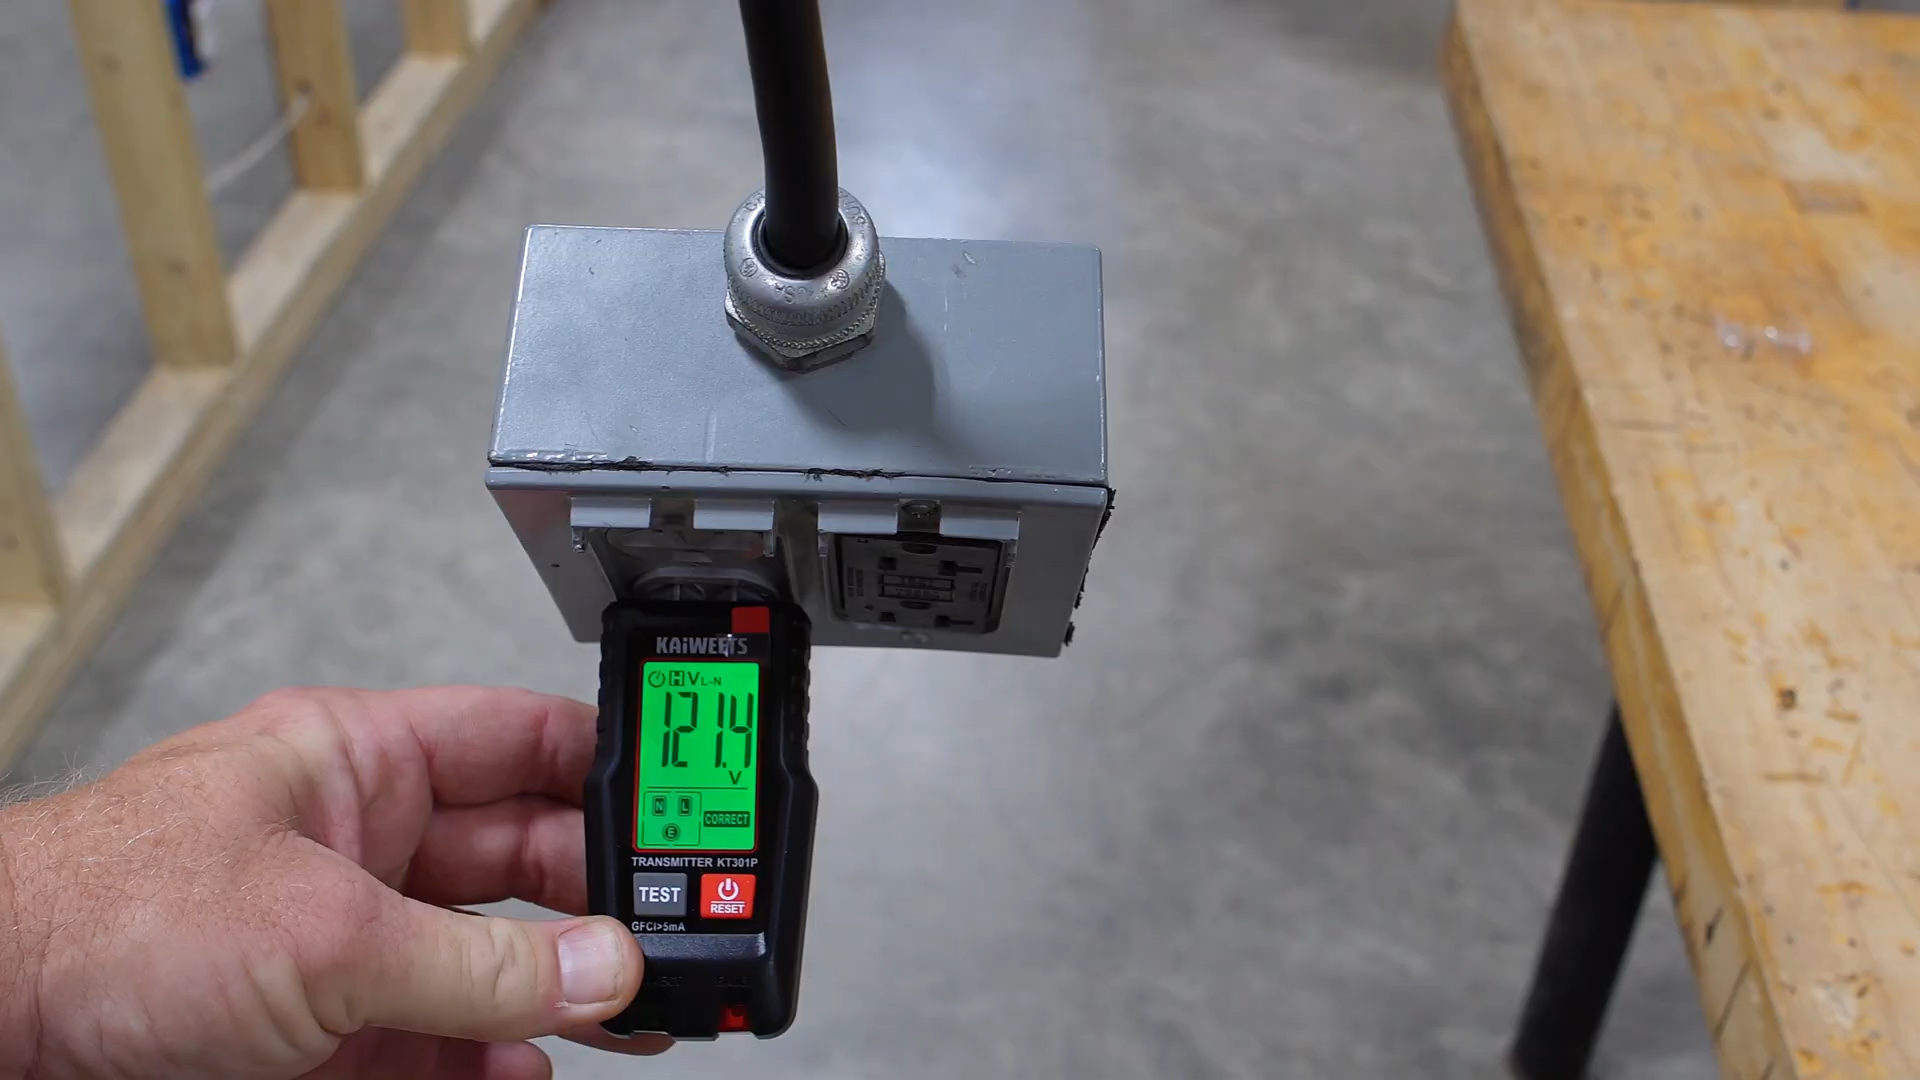 KAiWEETS
H V L-N
121.4
V
N L
E
CORRECT
TRANSMITTER KT301P
TEST
RESET
GFCI>5mA